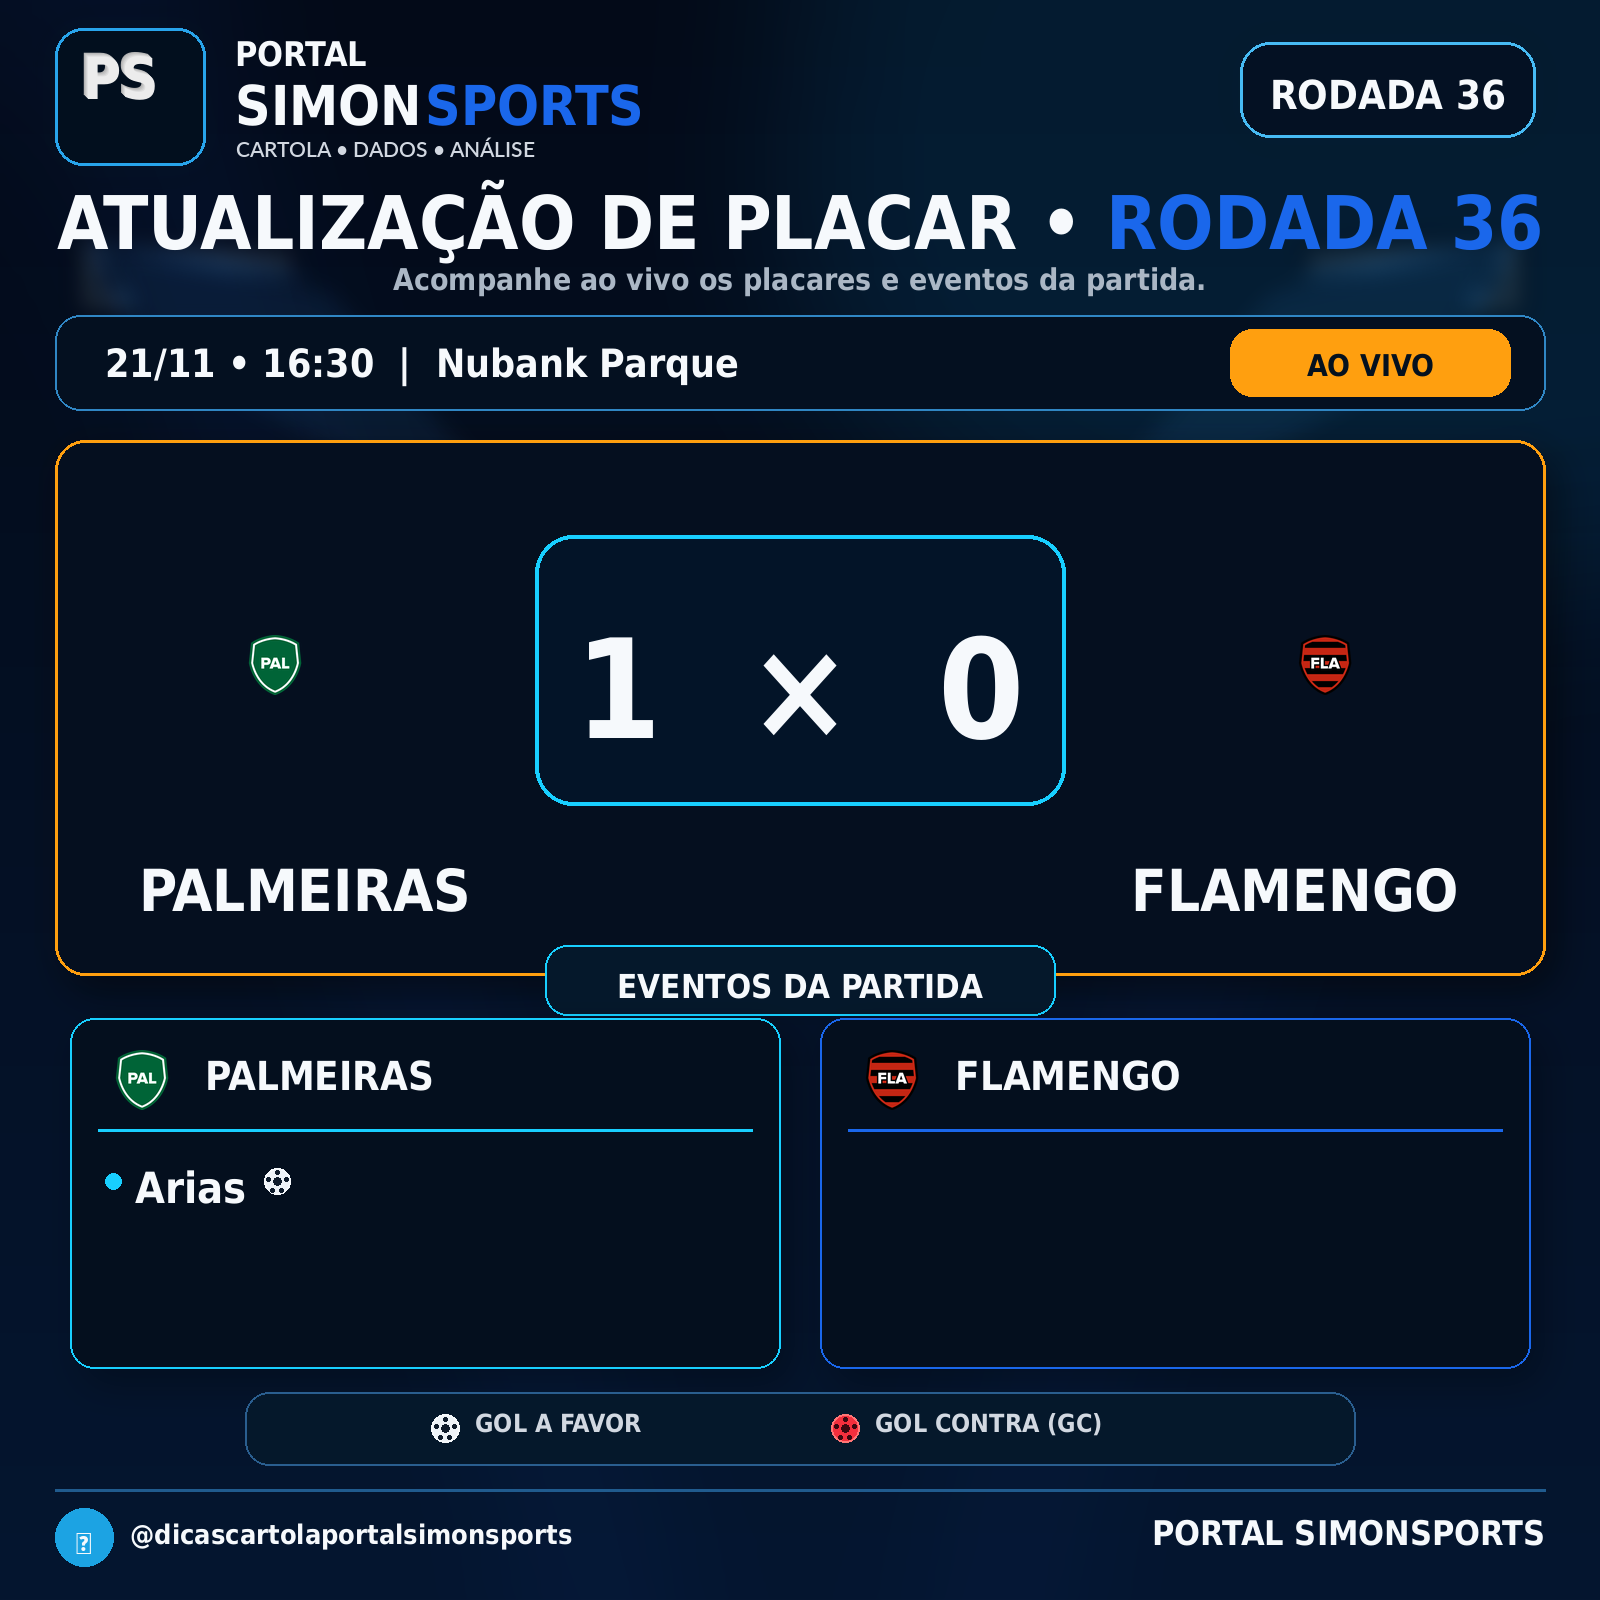 PS
PORTAL
SIMONSPORTS
CARTOLA • DADOS • ANÁLISE
RODADA 36
ATUALIZAÇÃO DE PLACAR • RODADA 36
Acompanhe ao vivo os placares e eventos da partida.
21/11 • 16:30 | Nubank Parque
AO VIVO
PAL
1 × 0
FLA
PALMEIRAS
FLAMENGO
EVENTOS DA PARTIDA
PAL PALMEIRAS
FLA FLAMENGO
• Arias
GOL A FAVOR
GOL CONTRA (GC)
@dicascartolaportalsimonsports
PORTAL SIMONSPORTS